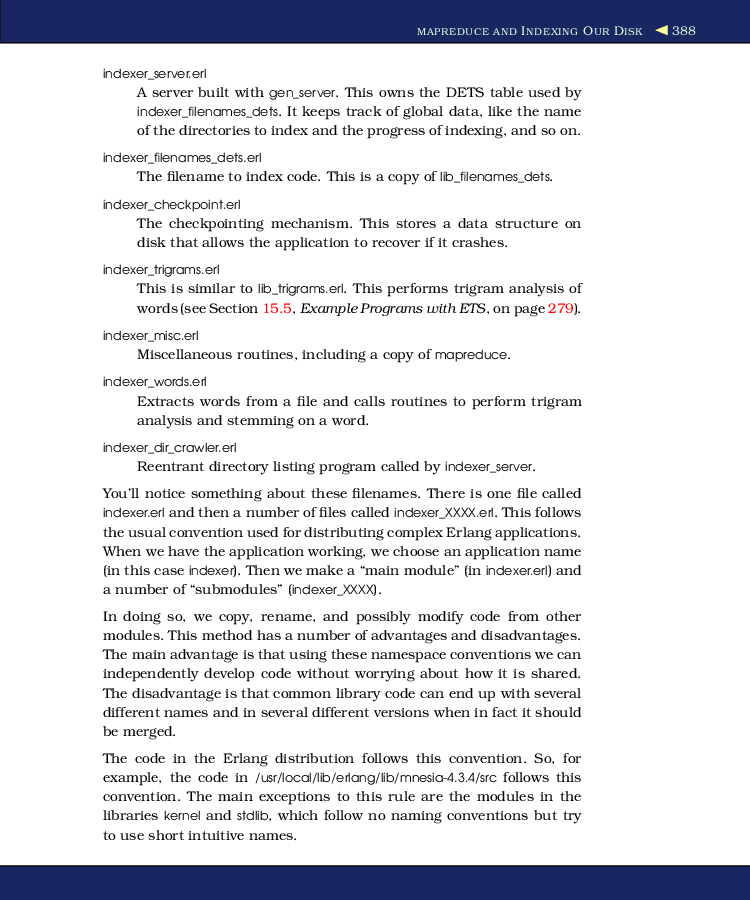 MAPREDUCE AND INDEXING OUR DISK ◀ 388
indexer_server.erl
A server built with gen_server. This owns the DETS table used by
indexer_filenames_dets. It keeps track of global data, like the name
of the directories to index and the progress of indexing, and so on.
indexer_filenames_dets.erl
The filename to index code. This is a copy of lib_filenames_dets.
indexer_checkpoint.erl
The checkpointing mechanism. This stores a data structure on
disk that allows the application to recover if it crashes.
indexer_trigrams.erl
This is similar to lib_trigrams.erl. This performs trigram analysis of
words (see Section 15.5, Example Programs with ETS, on page 279).
indexer_misc.erl
Miscellaneous routines, including a copy of mapreduce.
indexer_words.erl
Extracts words from a file and calls routines to perform trigram
analysis and stemming on a word.
indexer_dir_crawler.erl
Reentrant directory listing program called by indexer_server.
You’ll notice something about these filenames. There is one file called
indexer.erl and then a number of files called indexer_XXXX.erl. This follows
the usual convention used for distributing complex Erlang applications.
When we have the application working, we choose an application name
(in this case indexer). Then we make a “main module” (in indexer.erl) and
a number of “submodules” (indexer_XXXX).
In doing so, we copy, rename, and possibly modify code from other
modules. This method has a number of advantages and disadvantages.
The main advantage is that using these namespace conventions we can
independently develop code without worrying about how it is shared.
The disadvantage is that common library code can end up with several
different names and in several different versions when in fact it should
be merged.
The code in the Erlang distribution follows this convention. So, for
example, the code in /usr/local/lib/erlang/lib/mnesia-4.3.4/src follows this
convention. The main exceptions to this rule are the modules in the
libraries kernel and stdlib, which follow no naming conventions but try
to use short intuitive names.